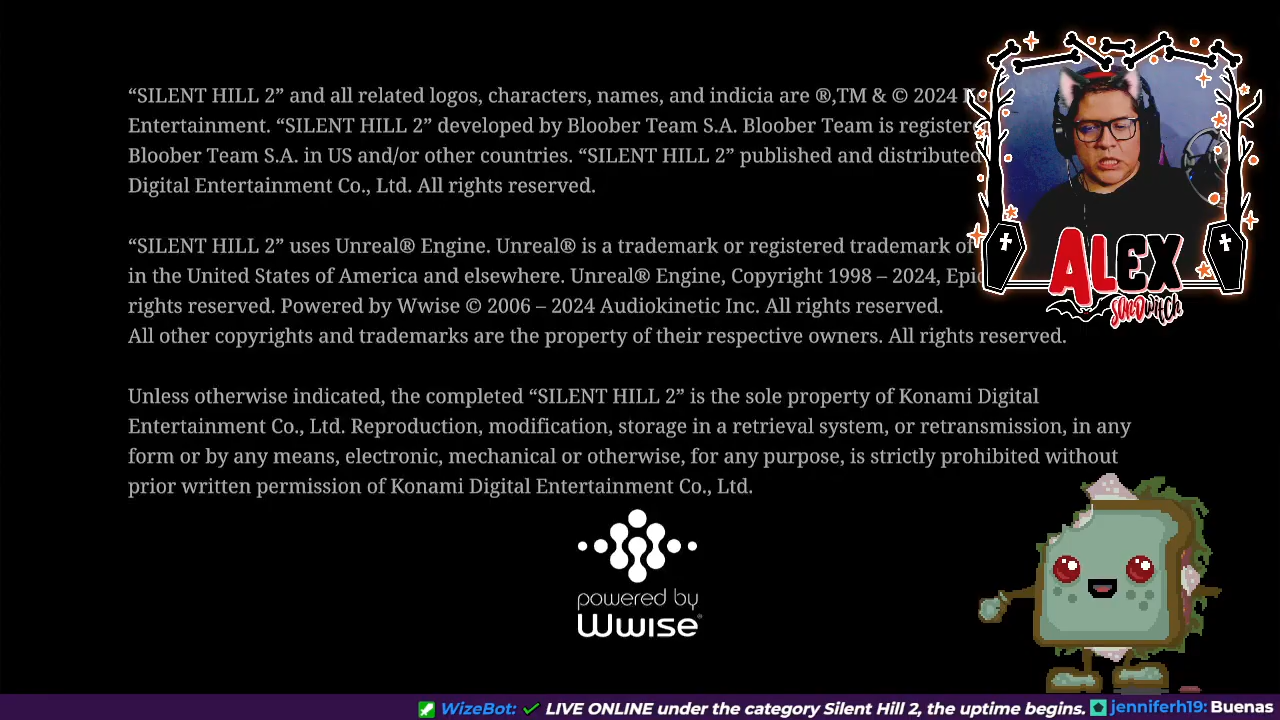 “SILENT HILL 2” and all related logos, characters, names, and indicia are ®,TM & © 2024
Entertainment. “SILENT HILL 2” developed by Bloober Team S.A. Bloober Team is
Bloober Team S.A. in US and/or other countries. “SILENT HILL 2” published and distributed
Digital Entertainment Co., Ltd. All rights reserved.
“SILENT HILL 2” uses Unreal® Engine. Unreal® is a trademark or registered trademark
in the United States of America and elsewhere. Unreal® Engine, Copyright 1998 – 2024,
rights reserved. Powered by Wwise © 2006 – 2024 Audiokinetic Inc. All rights reserved.
All other copyrights and trademarks are the property of their respective owners. All rights reserved.
Unless otherwise indicated, the completed “SILENT HILL 2” is the sole property of Konami Digital
Entertainment Co., Ltd. Reproduction, modification, storage in a retrieval system, or retransmission, in any
form or by any means, electronic, mechanical or otherwise, for any purpose, is strictly prohibited without
prior written permission of Konami Digital Entertainment Co., Ltd.
powered by
Wwise®
ALEX
SANDWITCH
WizeBot: LIVE ONLINE under the category Silent Hill 2, the uptime begins. jenniferh19: Buenas